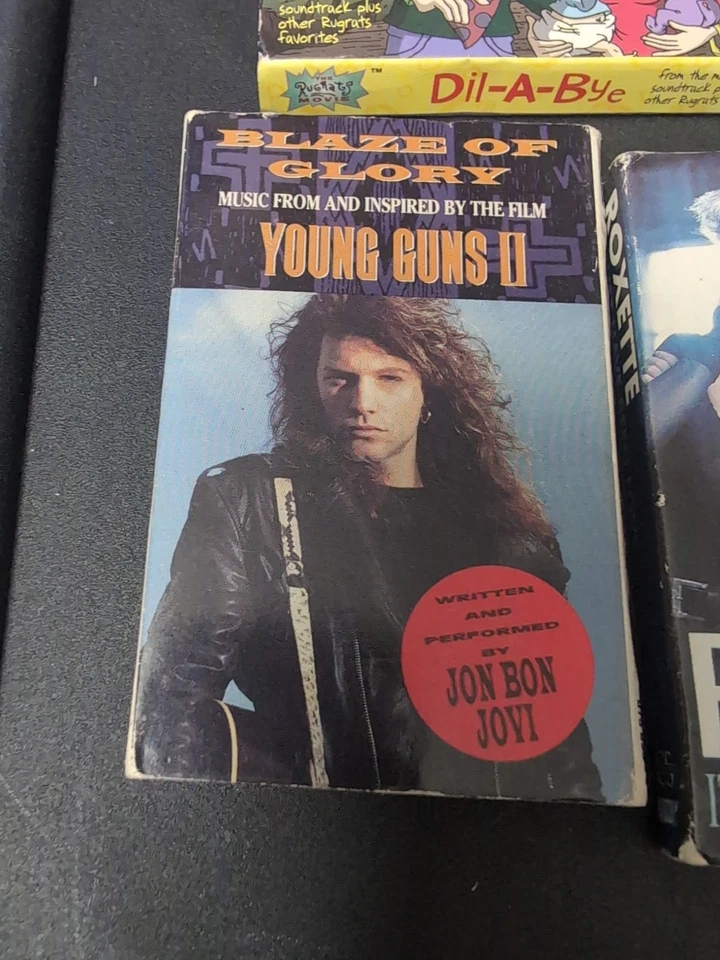 soundtrack plus
other Rugrats
favorites
THE
Rugrats
MOVIE
™
Dil-A-Bye
from the m
soundtrack p
other Rugrats
BLAZE OF
GLORY
MUSIC FROM AND INSPIRED BY THE FILM
YOUNG GUNS II
WRITTEN
AND
PERFORMED
BY
JON BON
JOVI
ROXETTE